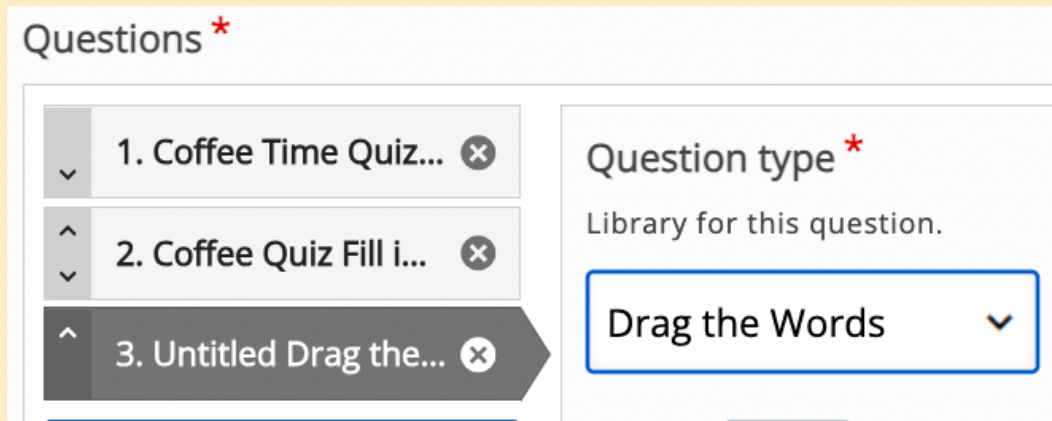 Questions *
1. Coffee Time Quiz...
2. Coffee Quiz Fill i...
3. Untitled Drag the...
Question type *
Library for this question.
Drag the Words